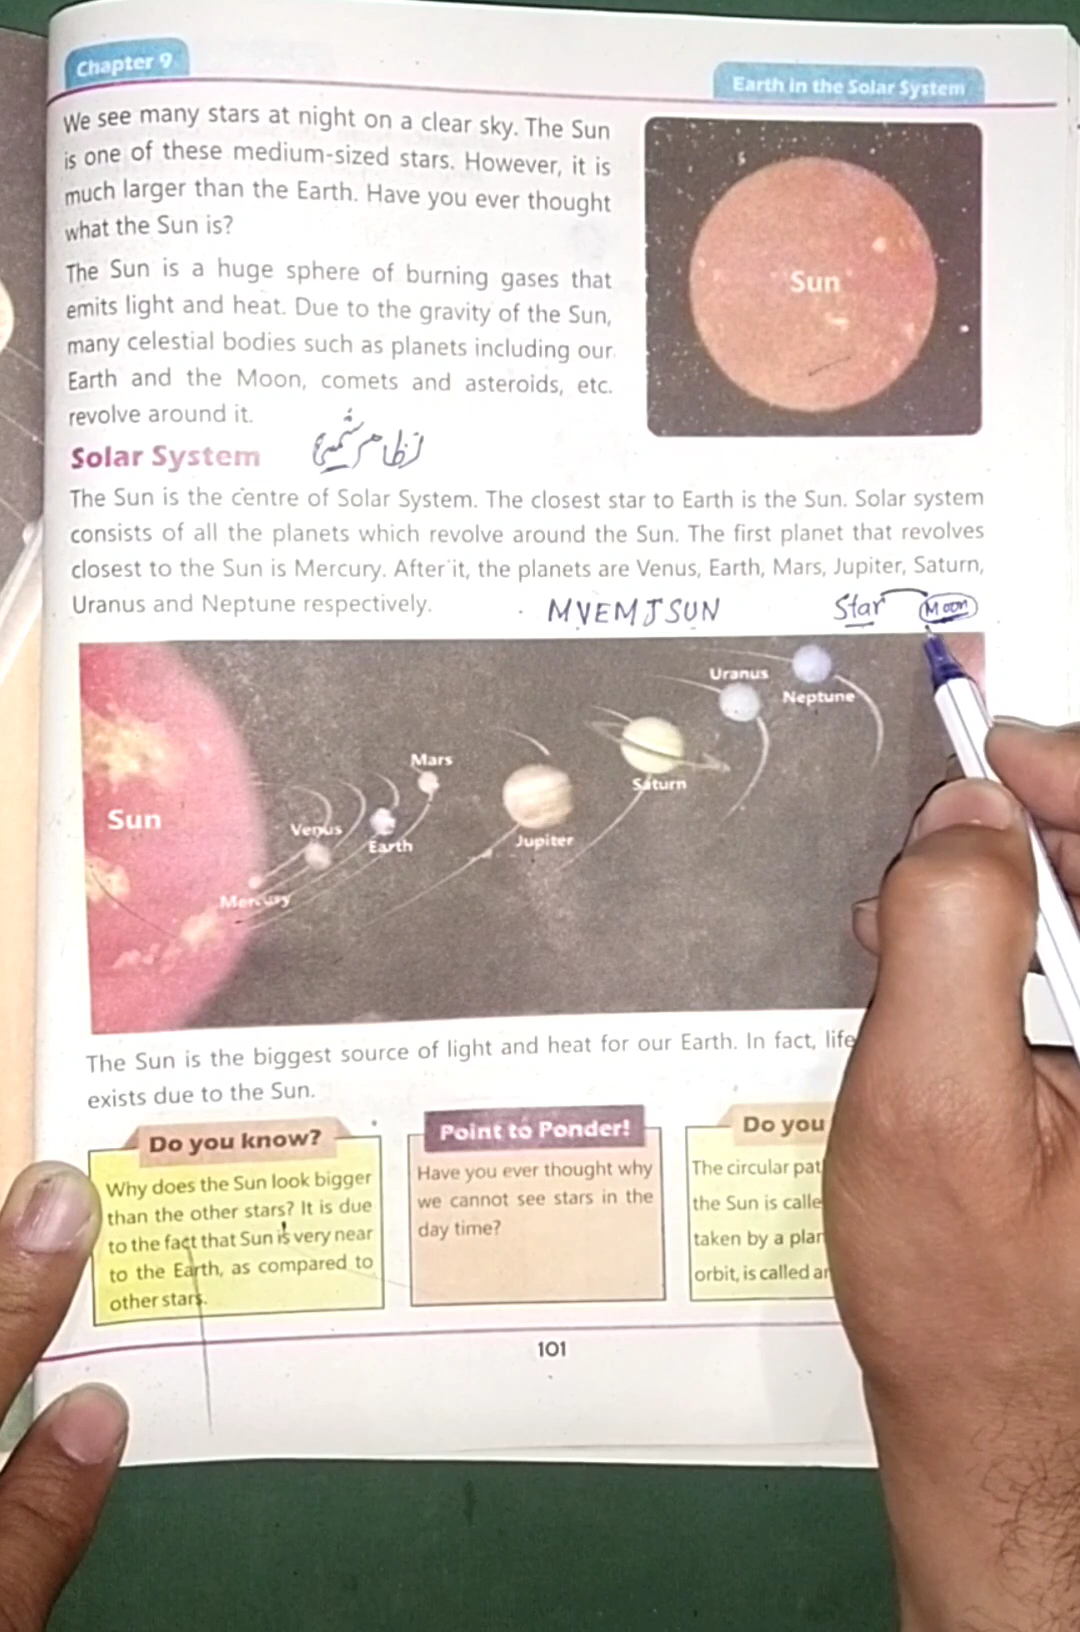 Chapter 9
Earth in the Solar System
We see many stars at night on a clear sky. The Sun
is one of these medium-sized stars. However, it is
much larger than the Earth. Have you ever thought
what the Sun is?
Sun
The Sun is a huge sphere of burning gases that
emits light and heat. Due to the gravity of the Sun,
many celestial bodies such as planets including our
Earth and the Moon, comets and asteroids, etc.
revolve around it.
Solar System نظام شمسی
The Sun is the centre of Solar System. The closest star to Earth is the Sun. Solar system
consists of all the planets which revolve around the Sun. The first planet that revolves
closest to the Sun is Mercury. After it, the planets are Venus, Earth, Mars, Jupiter, Saturn,
Uranus and Neptune respectively. MVEMJSUN Star Moon
Uranus
Neptune
Mars
Saturn
Sun
Venus
Earth
Jupiter
Mercury
The Sun is the biggest source of light and heat for our Earth. In fact, life
exists due to the Sun.
Do you know?
Why does the Sun look bigger
than the other stars? It is due
to the fact that Sun is very near
to the Earth, as compared to
other stars.
Point to Ponder!
Have you ever thought why
we cannot see stars in the
day time?
Do you
The circular pat
the Sun is calle
taken by a plan
orbit, is called an
101